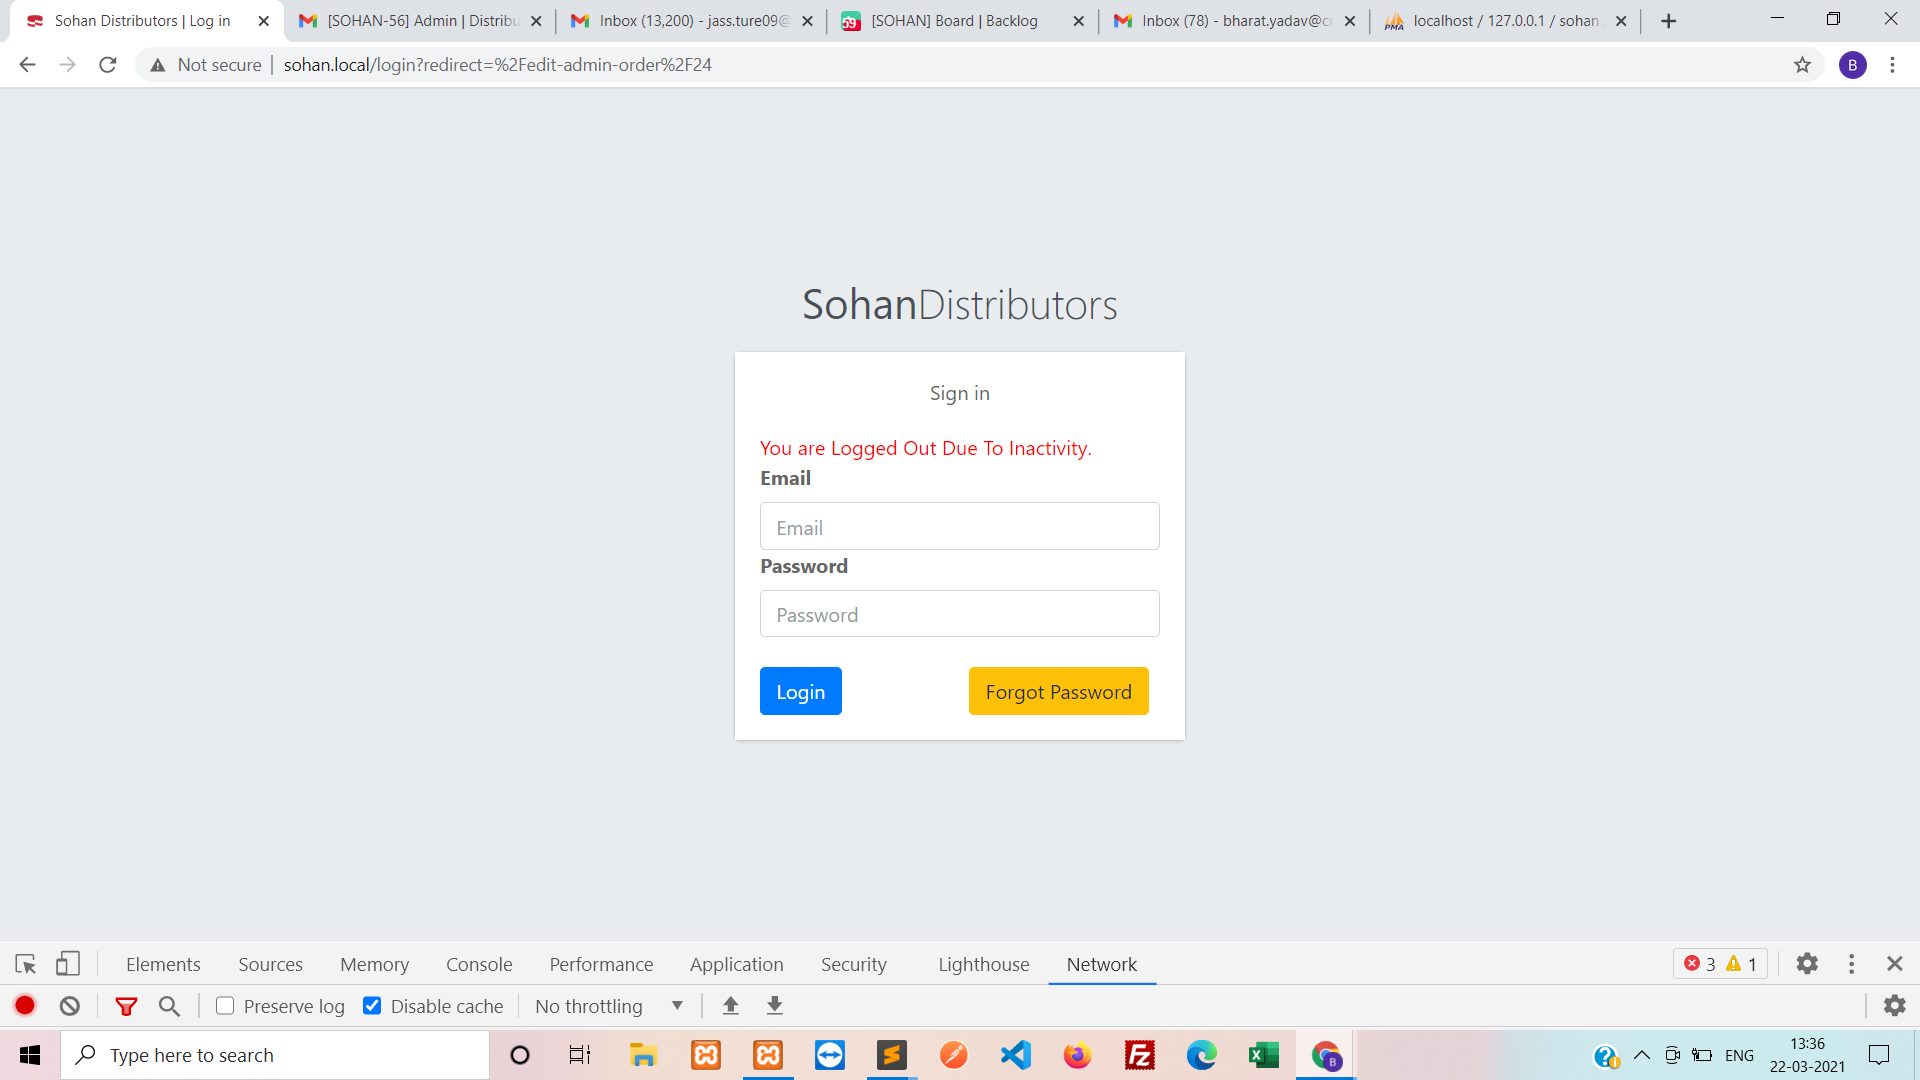 Sohan Distributors | Log in
[SOHAN-56] Admin | Distribu
Inbox (13,200) - jass.ture09@
[SOHAN] Board | Backlog
Inbox (78) - bharat.yadav@cr
localhost / 127.0.0.1 / sohan
Not secure
sohan.local/login?redirect=%2Fedit-admin-order%2F24
B
SohanDistributors
Sign in
You are Logged Out Due To Inactivity.
Email
Email
Password
Password
Login
Forgot Password
Elements
Sources
Memory
Console
Performance
Application
Security
Lighthouse
Network
3
1
Preserve log
Disable cache
No throttling
Type here to search
ENG
13:36
22-03-2021